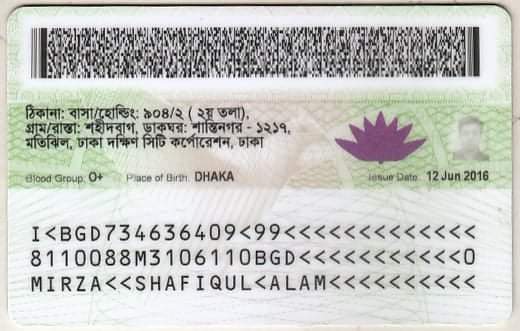 ঠিকানা: বাসা/হোল্ডিং: ৯০৪/২ ( ২য় তলা),
গ্রাম/রাস্তা: শহীদবাগ, ডাকঘর: শান্তিনগর - ১২১৭,
মতিঝিল, ঢাকা দক্ষিণ সিটি কর্পোরেশন, ঢাকা
Blood Group: O+ Place of Birth: DHAKA Issue Date: 12 Jun 2016
I<BGD734636409<99<<<<<<<<<<<<<
8110088M3106110BGD<<<<<<<<<<<0
MIRZA<<SHAFIQUL<ALAM<<<<<<<<<<